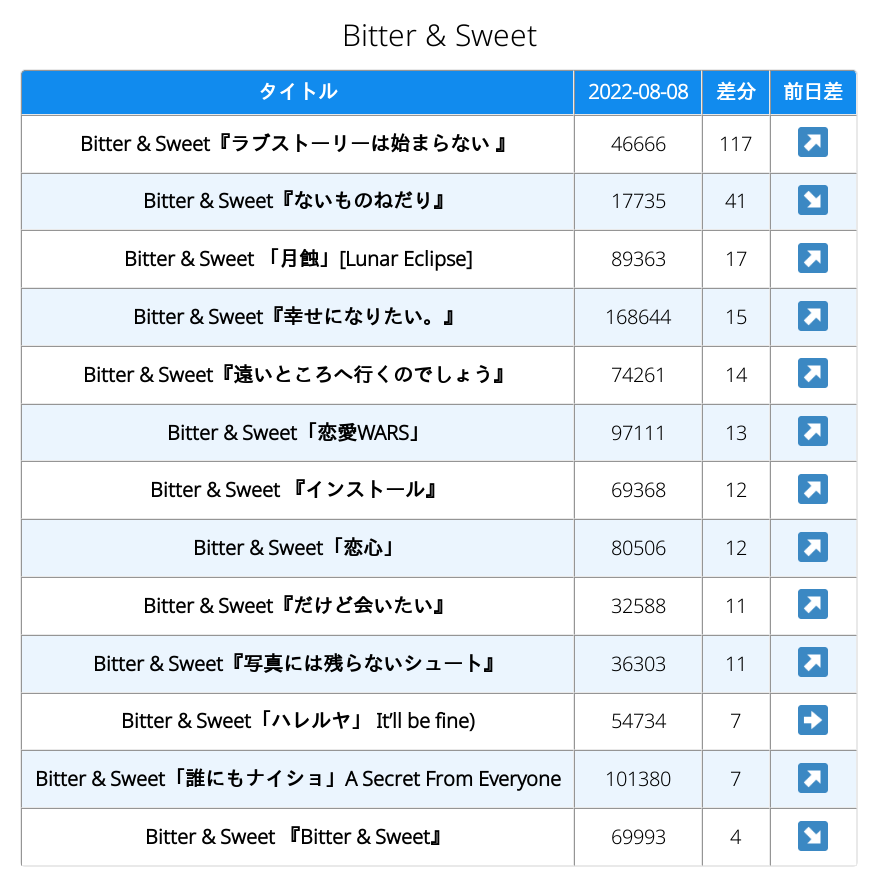 Bitter & Sweet
タイトル 2022-08-08 差分 前日差
Bitter & Sweet『ラブストーリーは始まらない 』 46666 117
Bitter & Sweet『ないものねだり』 17735 41
Bitter & Sweet 「月蝕」[Lunar Eclipse] 89363 17
Bitter & Sweet『幸せになりたい。』 168644 15
Bitter & Sweet『遠いところへ行くのでしょう』 74261 14
Bitter & Sweet「恋愛WARS」 97111 13
Bitter & Sweet 『インストール』 69368 12
Bitter & Sweet「恋心」 80506 12
Bitter & Sweet『だけど会いたい』 32588 11
Bitter & Sweet『写真には残らないシュート』 36303 11
Bitter & Sweet「ハレルヤ」 It’ll be fine) 54734 7
Bitter & Sweet「誰にもナイショ」A Secret From Everyone 101380 7
Bitter & Sweet 『Bitter & Sweet』 69993 4